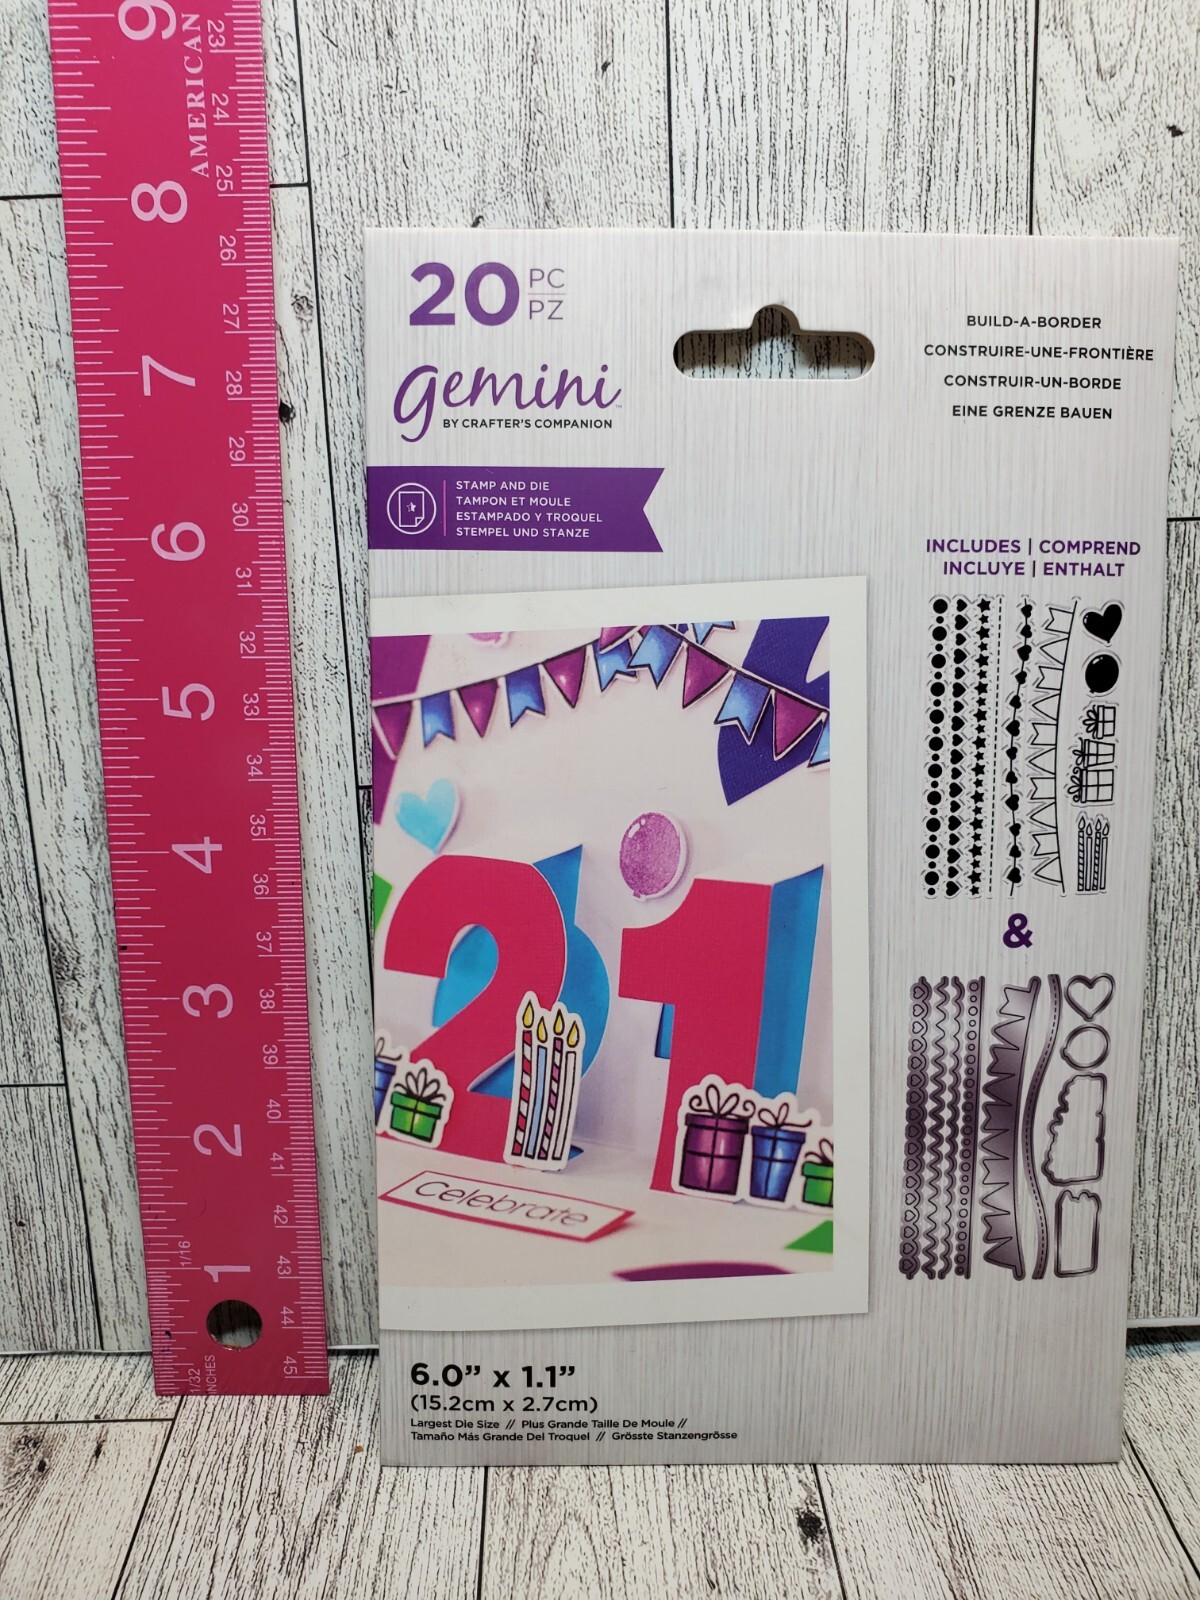 9
AMERICAN
8
7
6
5
4
3
2
1
23
24
25
26
27
28
29
30
31
32
33
34
35
36
37
38
39
40
41
42
43
44
45
1/16
1/32
INCHES
20 PC
PZ
gemini™
BY CRAFTER'S COMPANION
STAMP AND DIE
TAMPON ET MOULE
ESTAMPADO Y TROQUEL
STEMPEL UND STANZE
BUILD-A-BORDER
CONSTRUIRE-UNE-FRONTIÈRE
CONSTRUIR-UN-BORDE
EINE GRENZE BAUEN
INCLUDES | COMPREND
INCLUYE | ENTHALT
&
21
Celebrate
6.0” x 1.1”
(15.2cm x 2.7cm)
Largest Die Size // Plus Grande Taille De Moule //
Tamaño Más Grande Del Troquel // Grösste Stanzengrösse